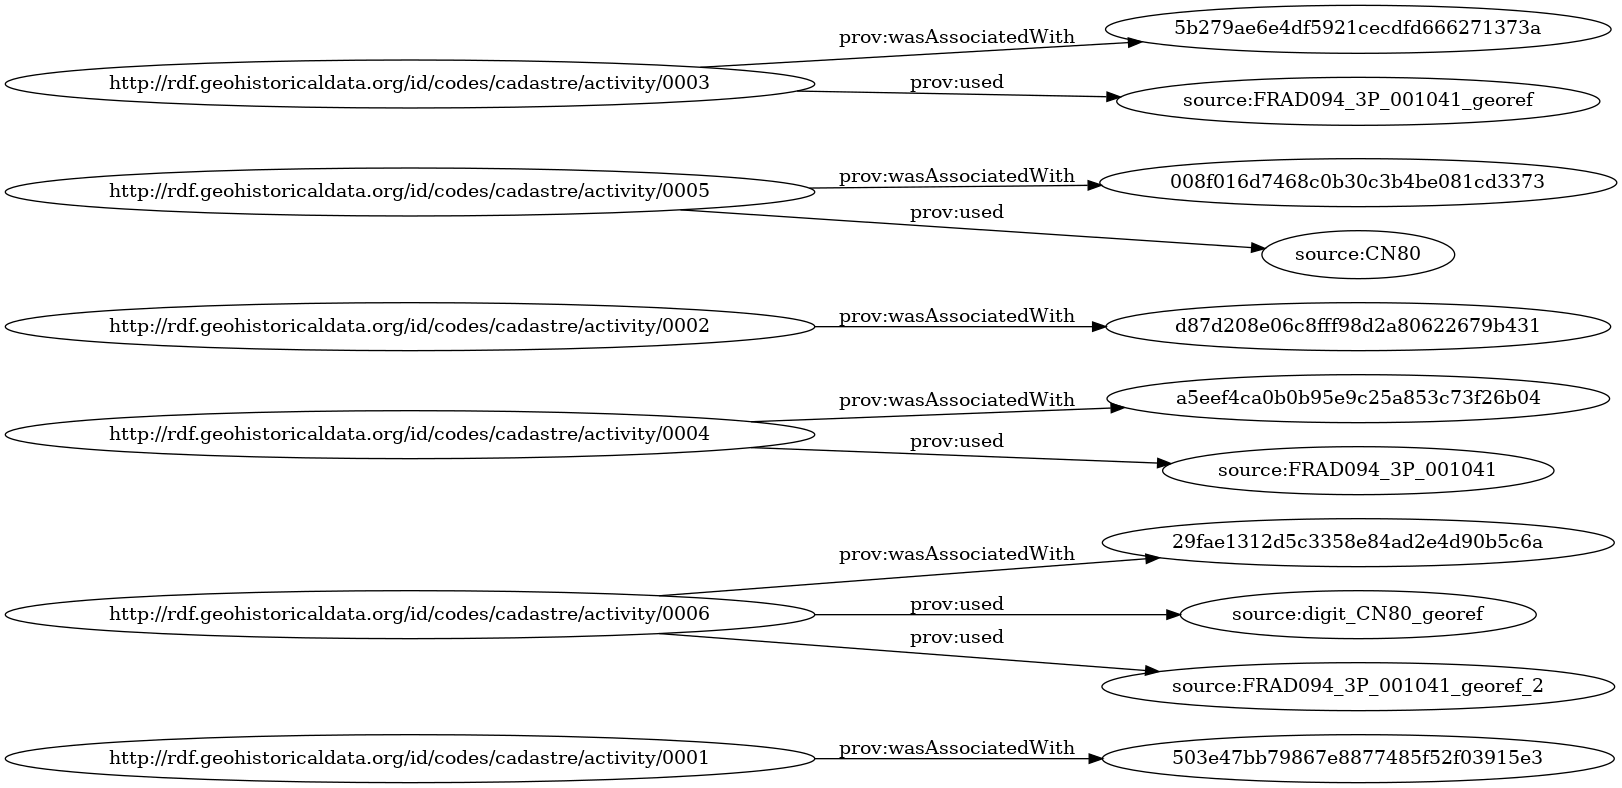 http://rdf.geohistoricaldata.org/id/codes/cadastre/activity/0003
prov:wasAssociatedWith
5b279ae6e4df5921cecdfd666271373a
prov:used
source:FRAD094_3P_001041_georef
http://rdf.geohistoricaldata.org/id/codes/cadastre/activity/0005
prov:wasAssociatedWith
008f016d7468c0b30c3b4be081cd3373
prov:used
source:CN80
http://rdf.geohistoricaldata.org/id/codes/cadastre/activity/0002
prov:wasAssociatedWith
d87d208e06c8fff98d2a80622679b431
http://rdf.geohistoricaldata.org/id/codes/cadastre/activity/0004
prov:wasAssociatedWith
a5eef4ca0b0b95e9c25a853c73f26b04
prov:used
source:FRAD094_3P_001041
http://rdf.geohistoricaldata.org/id/codes/cadastre/activity/0006
prov:wasAssociatedWith
29fae1312d5c3358e84ad2e4d90b5c6a
prov:used
source:digit_CN80_georef
prov:used
source:FRAD094_3P_001041_georef_2
http://rdf.geohistoricaldata.org/id/codes/cadastre/activity/0001
prov:wasAssociatedWith
503e47bb79867e8877485f52f03915e3